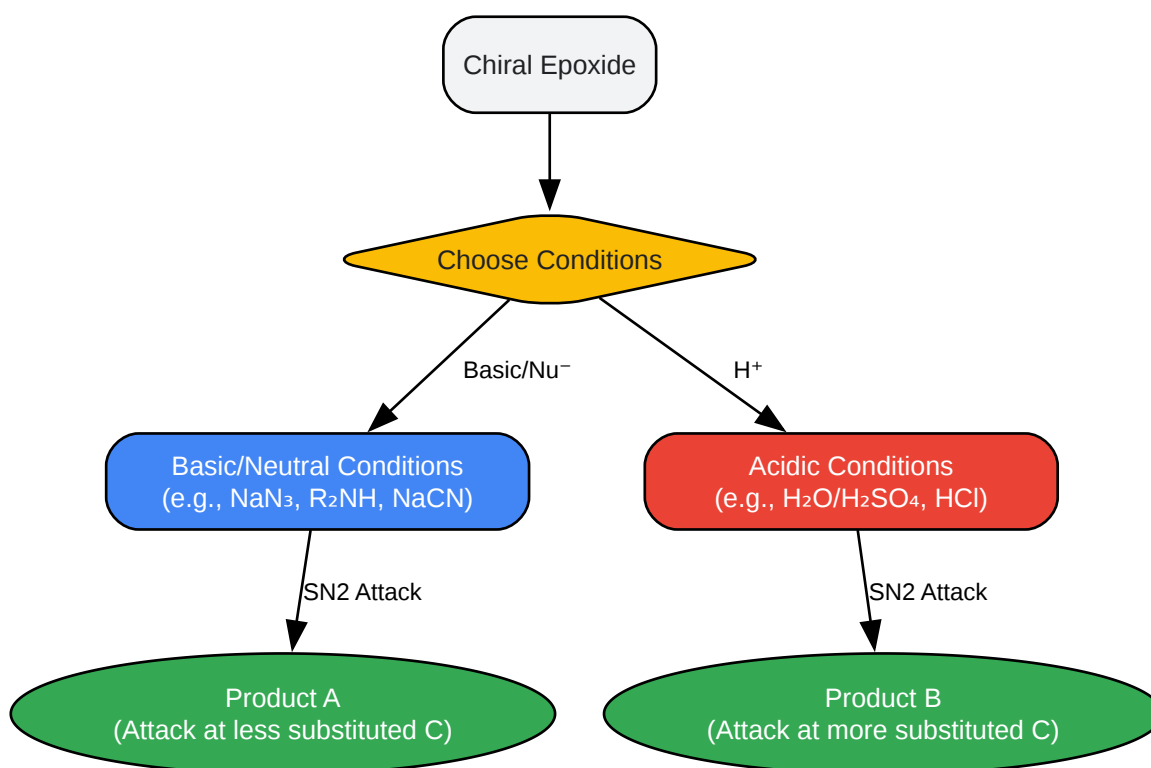 Chiral Epoxide
Choose Conditions
Basic/Nu⁻
H⁺
Basic/Neutral Conditions
(e.g., NaN₃, R₂NH, NaCN)
Acidic Conditions
(e.g., H₂O/H₂SO₄, HCl)
SN2 Attack
SN2 Attack
Product A
(Attack at less substituted C)
Product B
(Attack at more substituted C)